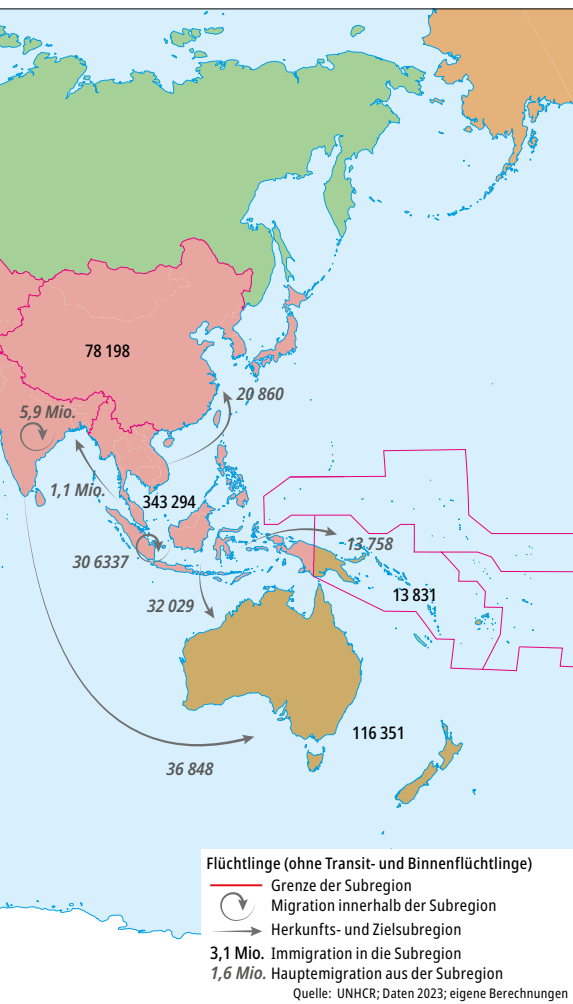 78 198
20 860
5,9 Mio.
1,1 Mio.
343 294
30 6337
13 758
32 029
13 831
116 351
36 848
Flüchtlinge (ohne Transit- und Binnenflüchtlinge)
Grenze der Subregion
Migration innerhalb der Subregion
Herkunfts- und Zielsubregion
3,1 Mio. Immigration in die Subregion
1,6 Mio. Hauptemigration aus der Subregion
Quelle: UNHCR; Daten 2023; eigene Berechnungen